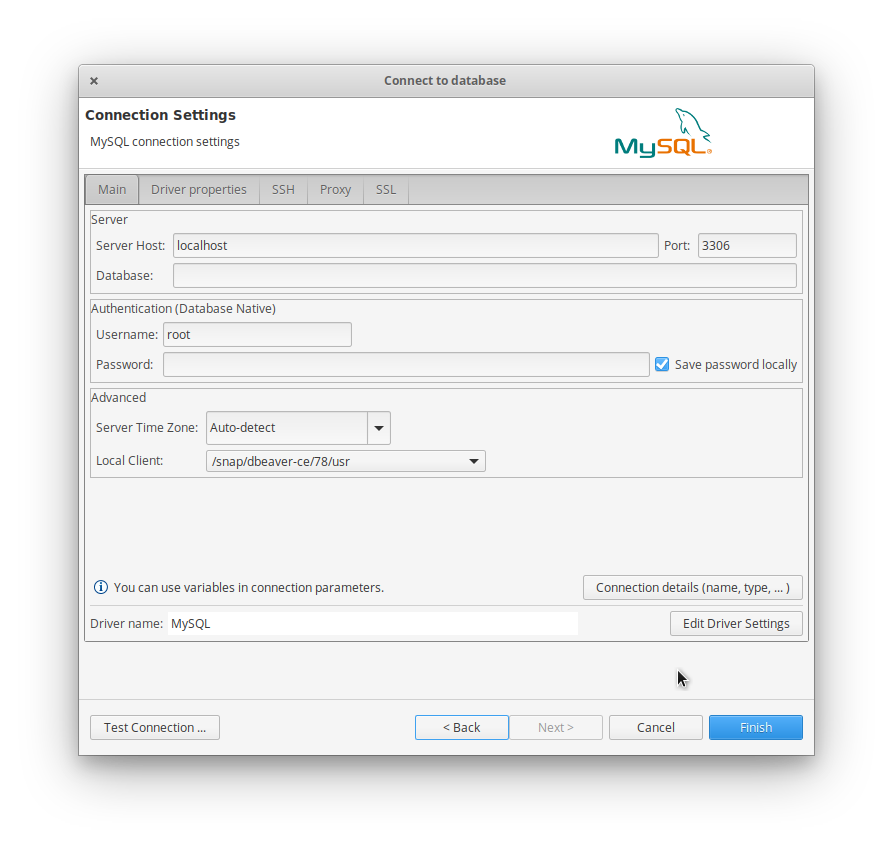 Connect to database
Connection Settings
MySQL connection settings
MySQL®
Main Driver properties SSH Proxy SSL
Server
Server Host: localhost Port: 3306
Database:
Authentication (Database Native)
Username: root
Password: Save password locally
Advanced
Server Time Zone: Auto-detect
Local Client: /snap/dbeaver-ce/78/usr
You can use variables in connection parameters. Connection details (name, type, ... )
Driver name: MySQL Edit Driver Settings
Test Connection ... < Back Next > Cancel Finish